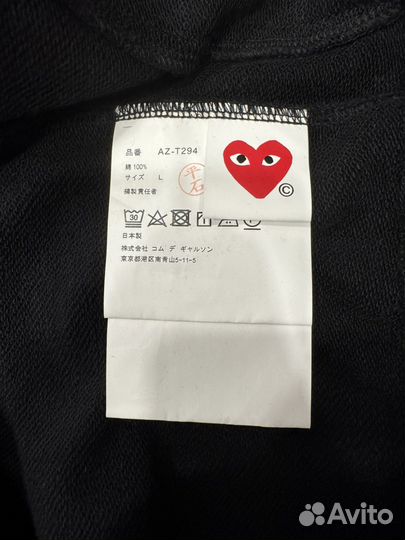 品番 AZ-T294
綿 100%
サイズ L
縫製責任者
平石
©
30
日本製
株式会社 コム デ ギャルソン
東京都港区南青山5-11-5
Avito